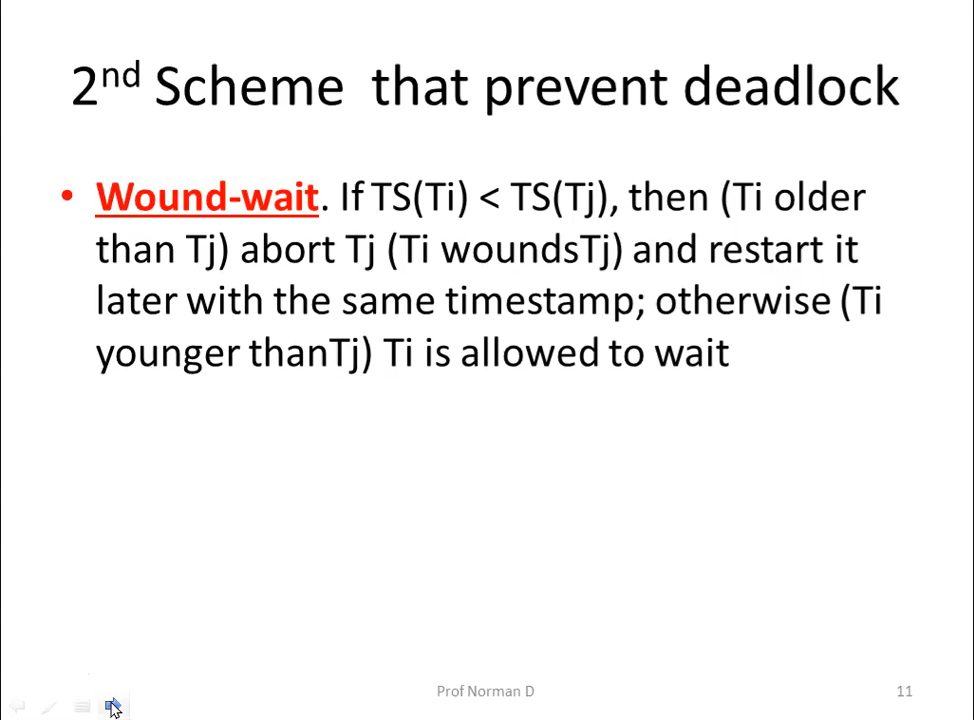 2nd Scheme that prevent deadlock
• Wound-wait. If TS(Ti) < TS(Tj), then (Ti older
than Tj) abort Tj (Ti woundsTj) and restart it
later with the same timestamp; otherwise (Ti
younger thanTj) Ti is allowed to wait
Prof Norman D
11